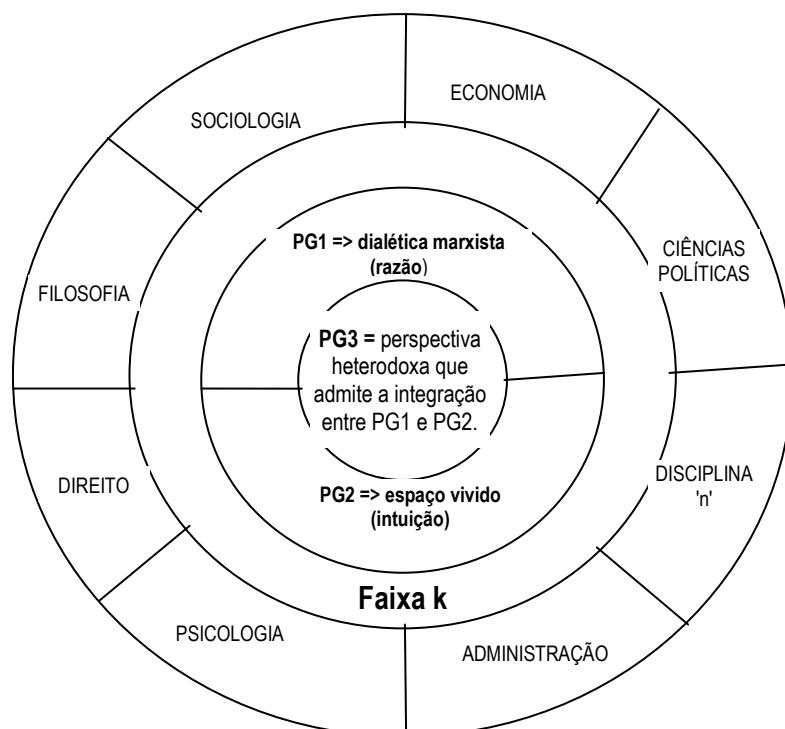 ECONOMIA
SOCIOLOGIA
CIÊNCIAS
POLÍTICAS
FILOSOFIA
PG1 => dialética marxista
(razão)
PG3 = perspectiva
heterodoxa que
admite a integração
entre PG1 e PG2.
DIREITO
DISCIPLINA
'n'
PG2 => espaço vivido
(intuição)
Faixa k
PSICOLOGIA
ADMINISTRAÇÃO